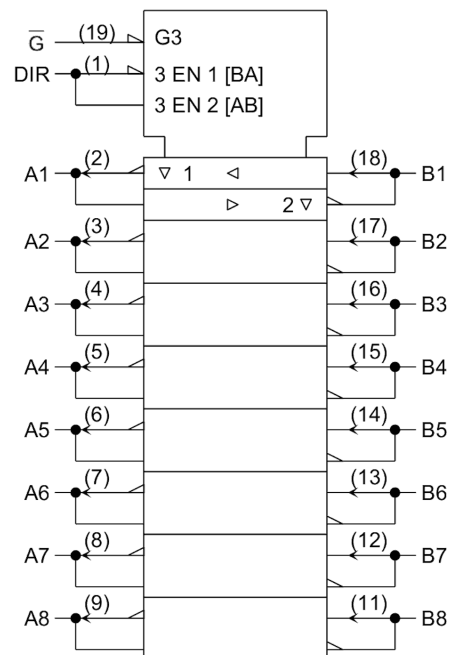 G̅ (19) G3
DIR (1) 3 EN 1 [BA]
3 EN 2 [AB]
A1 (2) ▽ 1 ◁ (18) B1
▷ 2 ▽
A2 (3) (17) B2
A3 (4) (16) B3
A4 (5) (15) B4
A5 (6) (14) B5
A6 (7) (13) B6
A7 (8) (12) B7
A8 (9) (11) B8